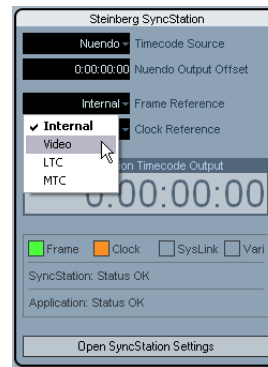 Steinberg SyncStation
Nuendo Timecode Source
0:00:00:00 Nuendo Output Offset
Internal Frame Reference
Internal Clock Reference
Video
LTC
MTC
on Timecode Output
0:00:00:00
Frame Clock SysLink Vari
SyncStation: Status OK
Application: Status OK
Open SyncStation Settings